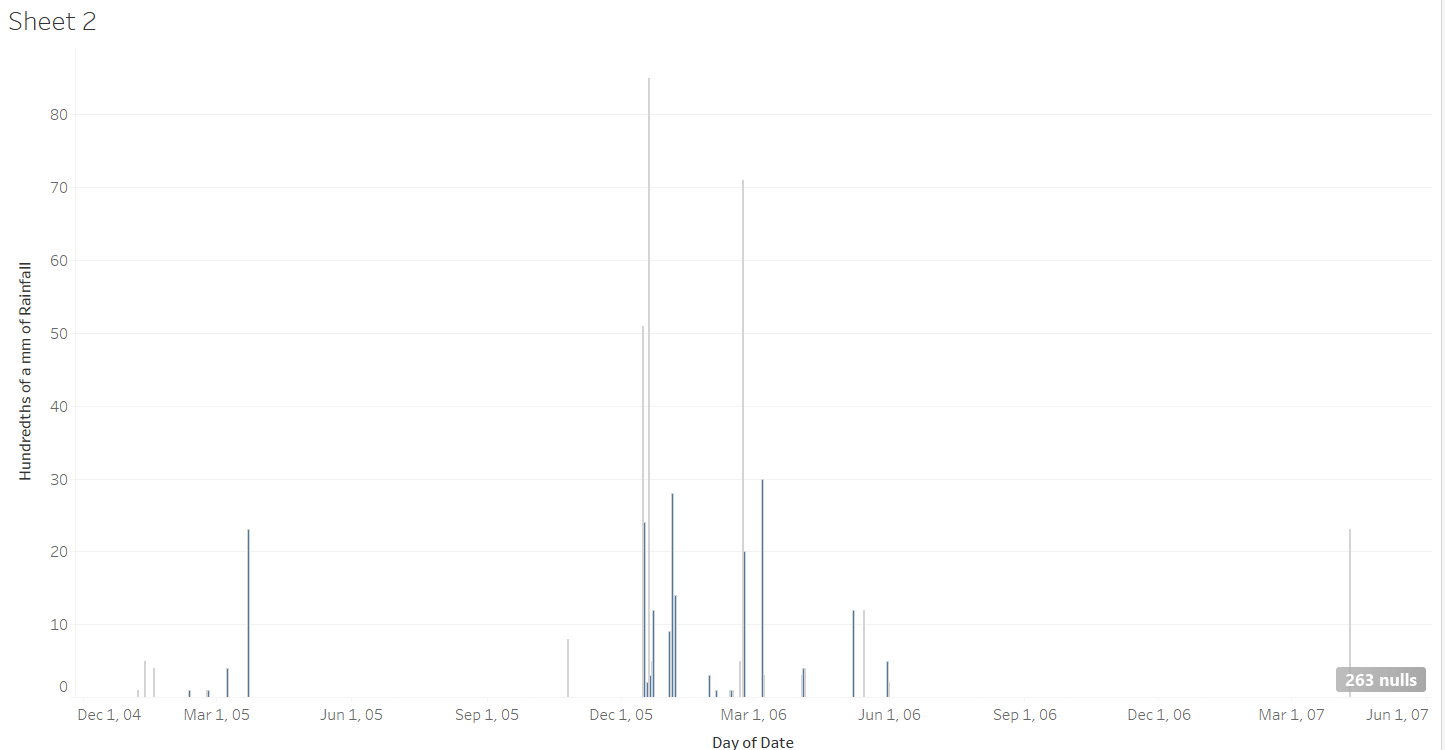 Sheet 2
Hundredths of a mm of Rainfall
80
70
60
50
40
30
20
10
0
263 nulls
Dec 1, 04 Mar 1, 05 Jun 1, 05 Sep 1, 05 Dec 1, 05 Mar 1, 06 Jun 1, 06 Sep 1, 06 Dec 1, 06 Mar 1, 07 Jun 1, 07
Day of Date